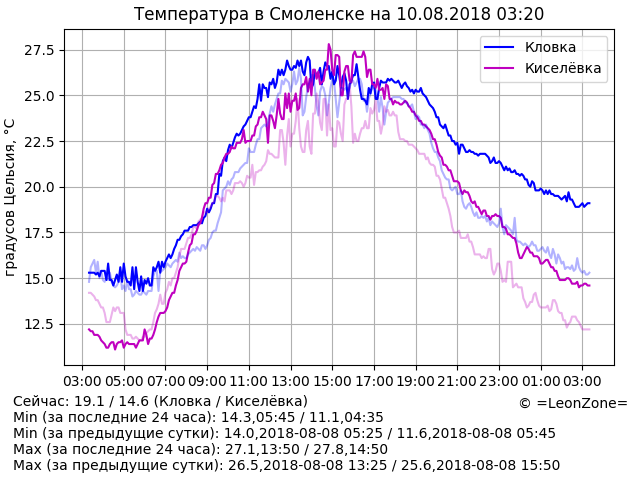 Температура в Смоленске на 10.08.2018 03:20
Кловка
Киселёвка
градусов Цельсия, °C
27.5
25.0
22.5
20.0
17.5
15.0
12.5
03:00 05:00 07:00 09:00 11:00 13:00 15:00 17:00 19:00 21:00 23:00 01:00 03:00
Сейчас: 19.1 / 14.6 (Кловка / Киселёвка)
© =LeonZone=
Min (за последние 24 часа): 14.3,05:45 / 11.1,04:35
Min (за предыдущие сутки): 14.0,2018-08-08 05:25 / 11.6,2018-08-08 05:45
Max (за последние 24 часа): 27.1,13:50 / 27.8,14:50
Max (за предыдущие сутки): 26.5,2018-08-08 13:25 / 25.6,2018-08-08 15:50